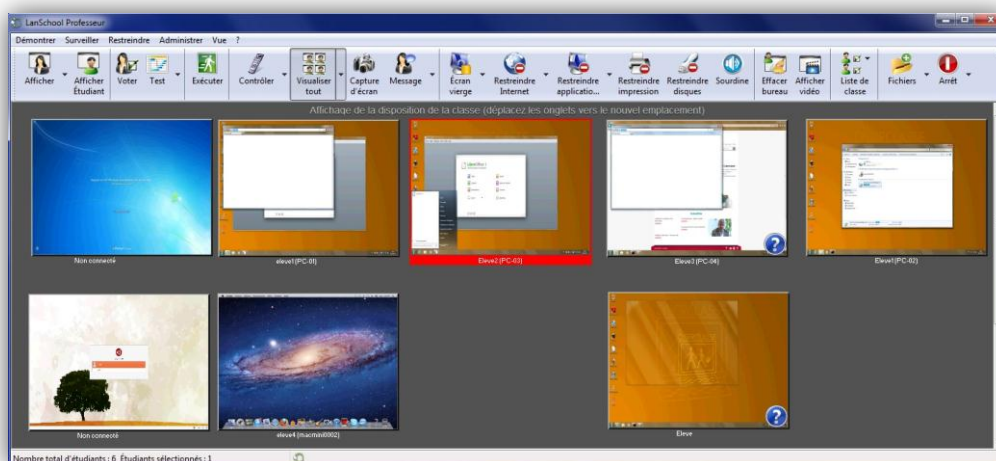 LanSchool Professeur
Démontrer Surveiller Restreindre Administrer Vue ?
Afficher Afficher Étudiant Voter Test Exécuter Contrôler Visualiser tout Capture d'écran Message Écran vierge Restreindre Internet Restreindre applicatio... Restreindre impression Restreindre disques Sourdine Effacer bureau Afficher vidéo Liste de classe Fichiers Arrêt
Affichage de la disposition de la classe (déplacez les onglets vers le nouvel emplacement)
Non connecté eleve1 (PC-01) Eleve2 (PC-03) Eleve3 (PC-04) Eleve1 (PC-02)
Non connecté eleve4 (macmini0002) Eleve
Nombre total d'étudiants : 6 Étudiants sélectionnés : 1